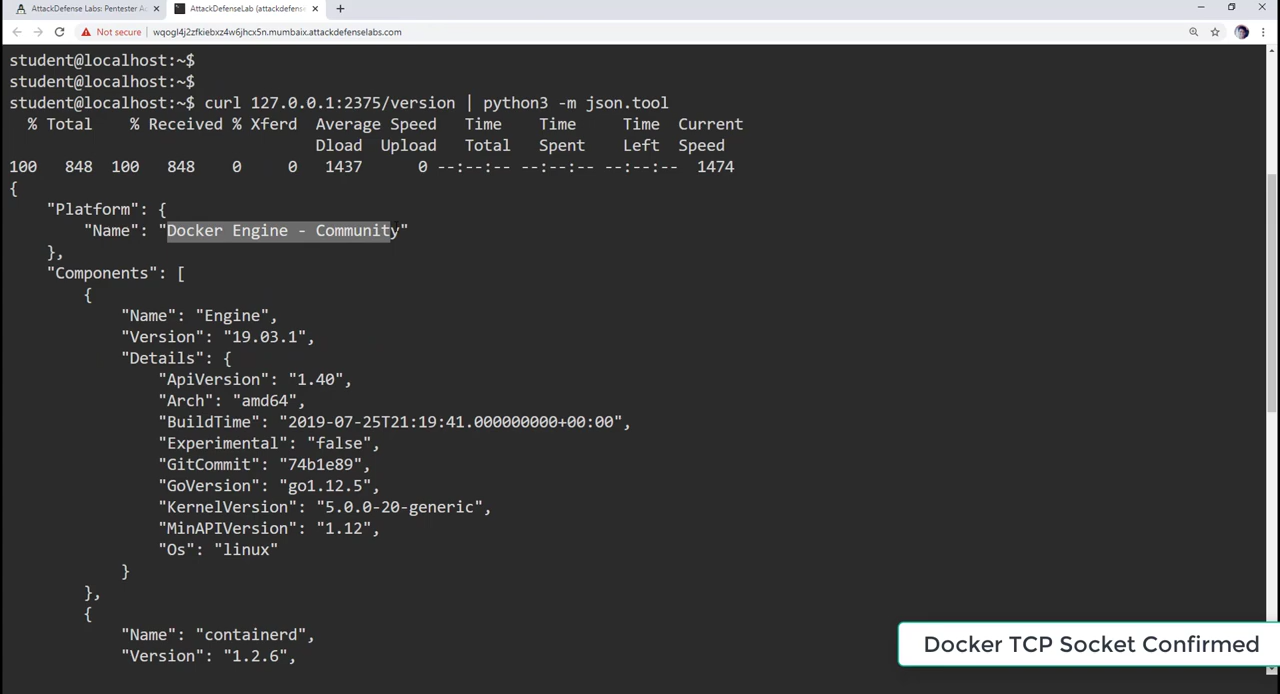 AttackDefense Labs: Pentester Ac
AttackDefenseLab (attackdefense
Not secure
wqogl4j2zfkiebxz4w6jhcx5n.mumbaix.attackdefenselabs.com
student@localhost:~$
student@localhost:~$
student@localhost:~$ curl 127.0.0.1:2375/version | python3 -m json.tool
% Total % Received % Xferd Average Speed Time Time Time Current
Dload Upload Total Spent Left Speed
100 848 100 848 0 0 1437 0 --:--:-- --:--:-- --:--:-- 1474
{
"Platform": {
"Name": "Docker Engine - Community"
},
"Components": [
{
"Name": "Engine",
"Version": "19.03.1",
"Details": {
"ApiVersion": "1.40",
"Arch": "amd64",
"BuildTime": "2019-07-25T21:19:41.000000000+00:00",
"Experimental": "false",
"GitCommit": "74b1e89",
"GoVersion": "go1.12.5",
"KernelVersion": "5.0.0-20-generic",
"MinAPIVersion": "1.12",
"Os": "linux"
}
},
{
"Name": "containerd",
"Version": "1.2.6",
Docker TCP Socket Confirmed